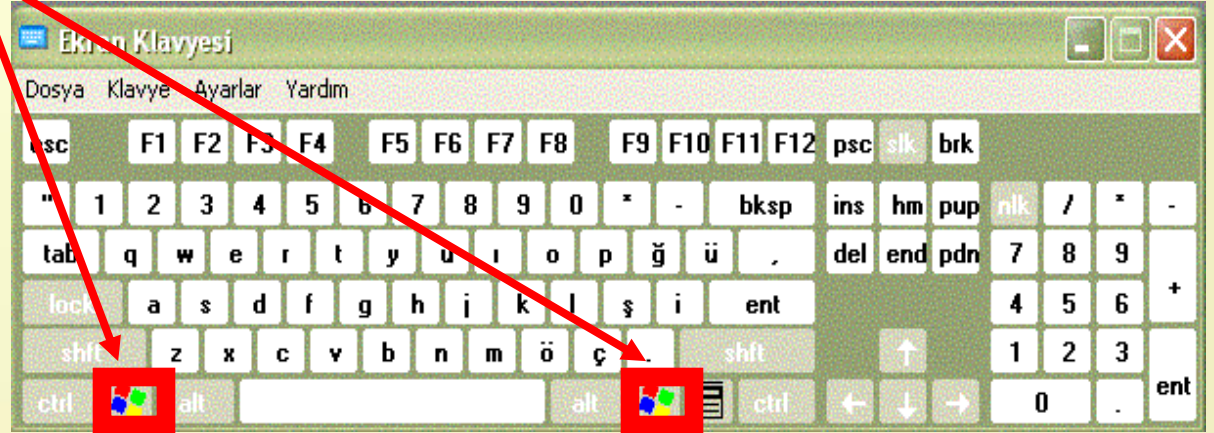 Ekran Klavyesi
Dosya Klavye Ayarlar Yardım
esc F1 F2 F3 F4 F5 F6 F7 F8 F9 F10 F11 F12 psc slk brk
" 1 2 3 4 5 6 7 8 9 0 * - bksp ins hm pup nlk / * -
tab q w e r t y u ı o p ğ ü , del end pdn 7 8 9 +
lock a s d f g h j k l ş i ent 4 5 6
shft z x c v b n m ö ç . shft ↑ 1 2 3 ent
ctrl alt alt ctrl ← ↓ → 0 .